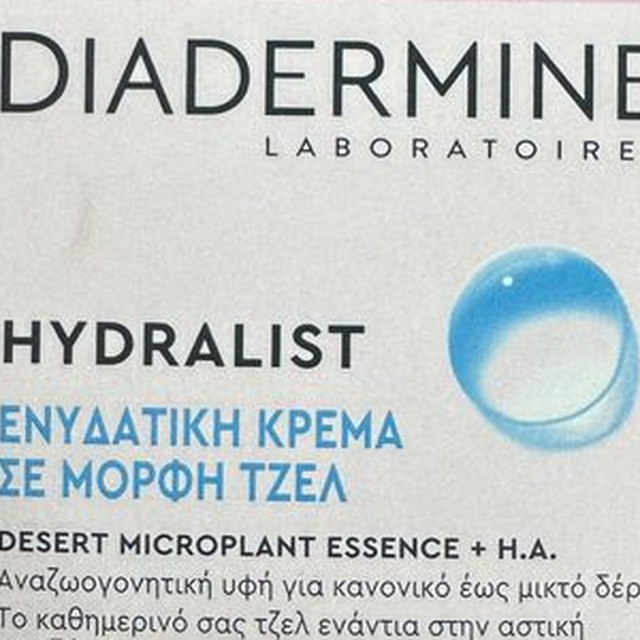 DIADERMINE
LABORATOIRE
HYDRALIST
ΕΝΥΔΑΤΙΚΗ ΚΡΕΜΑ
ΣΕ ΜΟΡΦΗ ΤΖΕΛ
DESERT MICROPLANT ESSENCE + H.A.
Αναζωογονητική υφή για κανονικό έως μικτό δέρ
Το καθημερινό σας τζελ ενάντια στην αστική